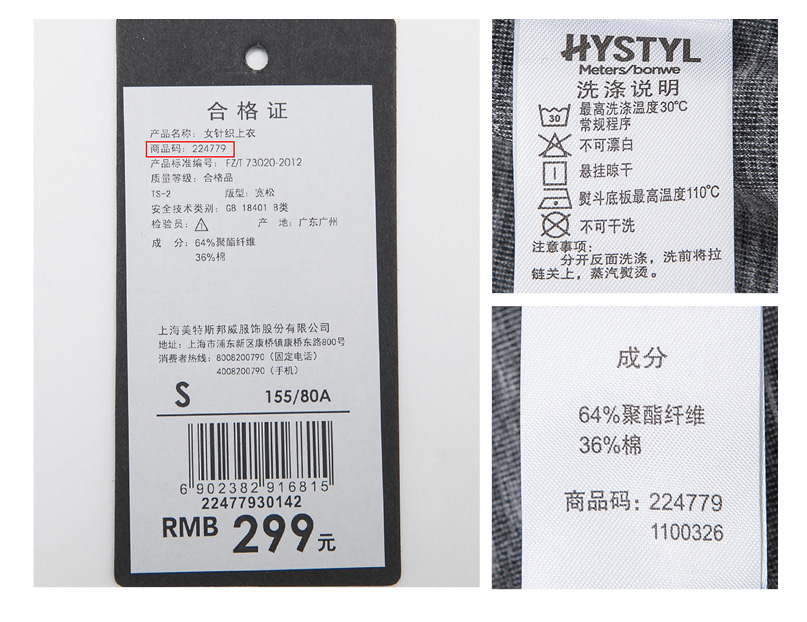 合格证
产品名称：女针织上衣
商品码：224779
产品标准编号：FZ/T 73020-2012
质量等级：合格品
TS-2 版型：宽松
安全技术类别：GB 18401 B类
检验员： 产 地：广东广州
成 分：64%聚酯纤维
36%棉
上海美特斯邦威服饰股份有限公司
地址：上海市浦东新区康桥镇康桥东路800号
消费者热线：8008200790（固定电话）
4008200790（手机）
S 155/80A
6 902382 916815
22477930142
RMB 299元
HYSTYL
Meters/bonwe
洗涤说明
30
最高洗涤温度30℃
常规程序
不可漂白
悬挂晾干
熨斗底板最高温度110℃
不可干洗
注意事项：
分开反面洗涤，洗前将拉
链关上，蒸汽熨烫。
成分
64%聚酯纤维
36%棉
商品码：224779
1100326